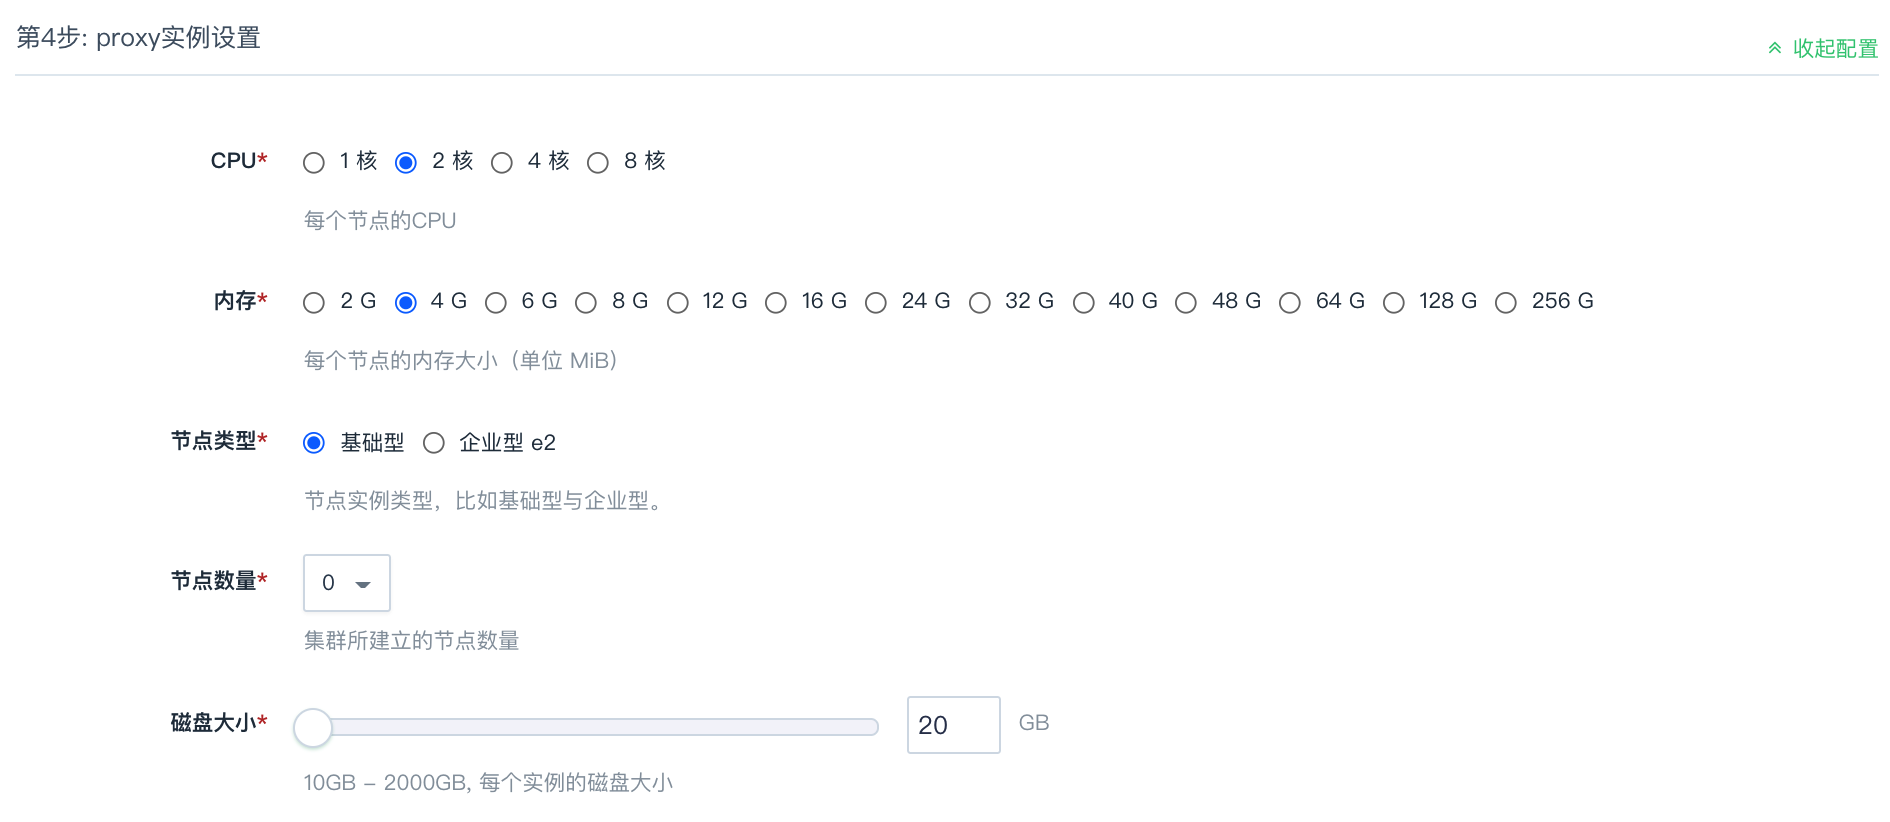 第4步: proxy实例设置
收起配置
CPU* 1 核 2 核 4 核 8 核
每个节点的CPU
内存* 2 G 4 G 6 G 8 G 12 G 16 G 24 G 32 G 40 G 48 G 64 G 128 G 256 G
每个节点的内存大小（单位 MiB）
节点类型* 基础型 企业型 e2
节点实例类型，比如基础型与企业型。
节点数量* 0
集群所建立的节点数量
磁盘大小* 20 GB
10GB – 2000GB, 每个实例的磁盘大小